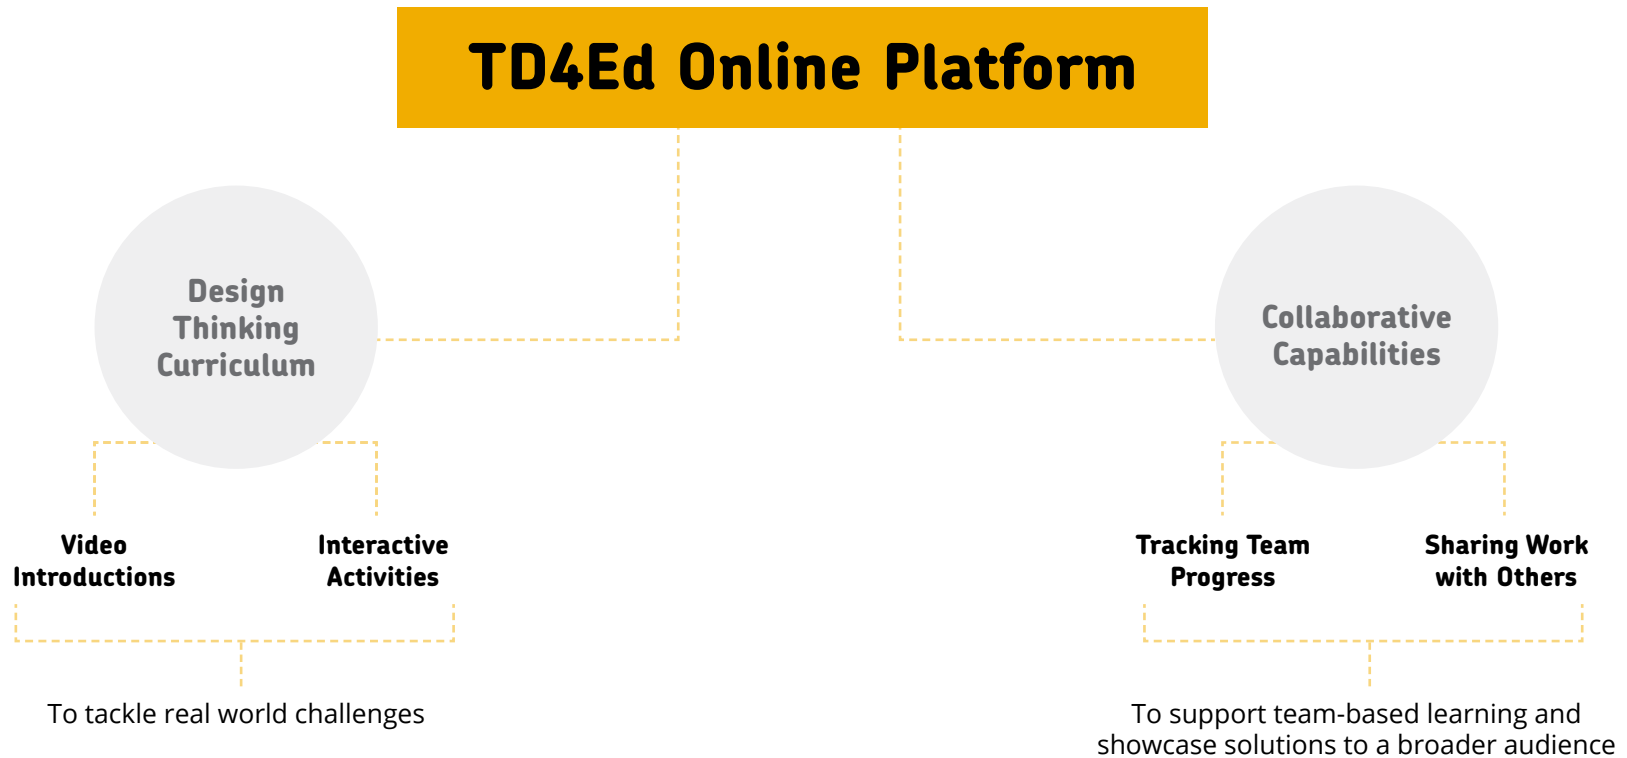 TD4Ed Online Platform
Design
Thinking
Curriculum
Video
Introductions
Interactive
Activities
To tackle real world challenges
Collaborative
Capabilities
Tracking Team
Progress
Sharing Work
with Others
To support team-based learning and
showcase solutions to a broader audience